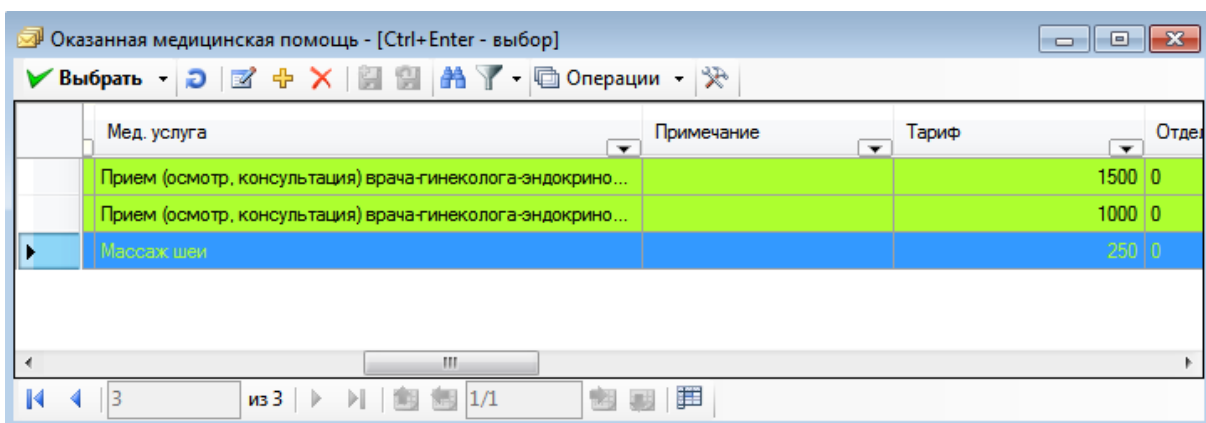 Оказанная медицинская помощь - [Ctrl+Enter - выбор]
Выбрать Операции
Мед. услуга Примечание Тариф Отдел
Прием (осмотр, консультация) врача-гинеколога-эндокрино... 1500 0
Прием (осмотр, консультация) врача-гинеколога-эндокрино... 1000 0
Массаж шеи 250 0
3 из 3 1/1